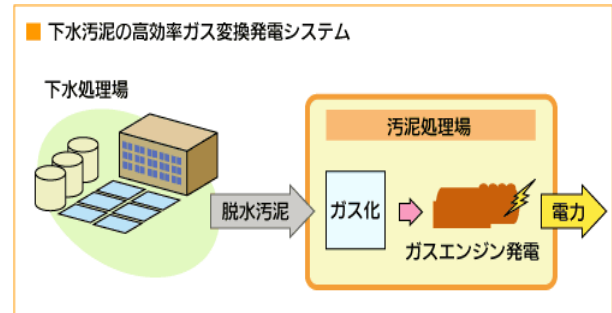 ■ 下水汚泥の高効率ガス変換発電システム
下水処理場
汚泥処理場
脱水汚泥
ガス化
電力
ガスエンジン発電